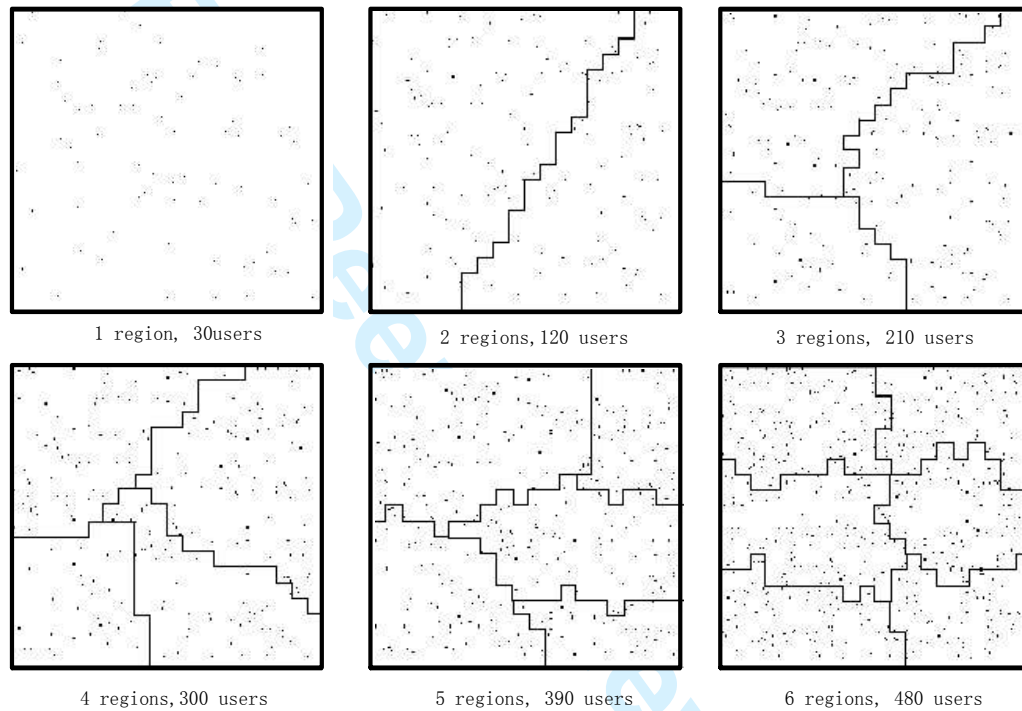 1 region, 30users
2 regions,120 users
3 regions, 210 users
4 regions,300 users
5 regions, 390 users
6 regions, 480 users